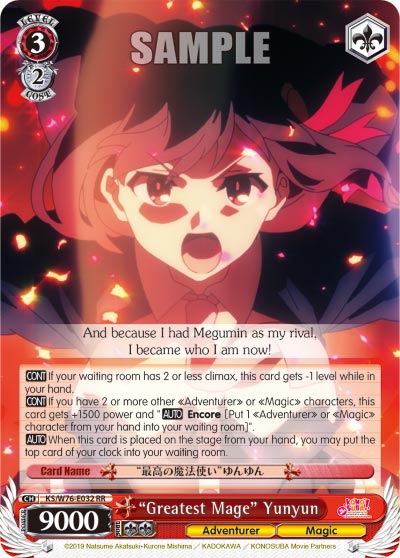 LEVEL
3
2
COST
SAMPLE
And because I had Megumin as my rival,
I became who I am now!
CONT If your waiting room has 2 or less climax, this card gets -1 level while in
your hand.
CONT If you have 2 or more other «Adventurer» or «Magic» characters, this
card gets +1500 power and "AUTO Encore [Put 1 «Adventurer» or «Magic»
character from your hand into your waiting room]".
AUTO When this card is placed on the stage from your hand, you may put the
top card of your clock into your waiting room.
Card Name
“最高の魔法使い”ゆんゆん
CH
KS/W76-E032 RR
“Greatest Mage” Yunyun
POWER
9000
SOUL
Adventurer
Magic
©2019 Natsume Akatsuki・Kurone Mishima / KADOKAWA / KONOSUBA Movie Partners